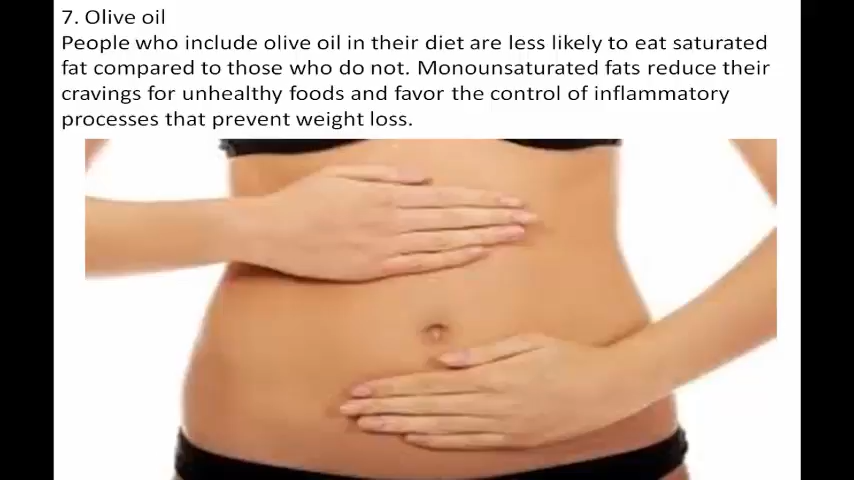 7. Olive oil
People who include olive oil in their diet are less likely to eat saturated
fat compared to those who do not. Monounsaturated fats reduce their
cravings for unhealthy foods and favor the control of inflammatory
processes that prevent weight loss.